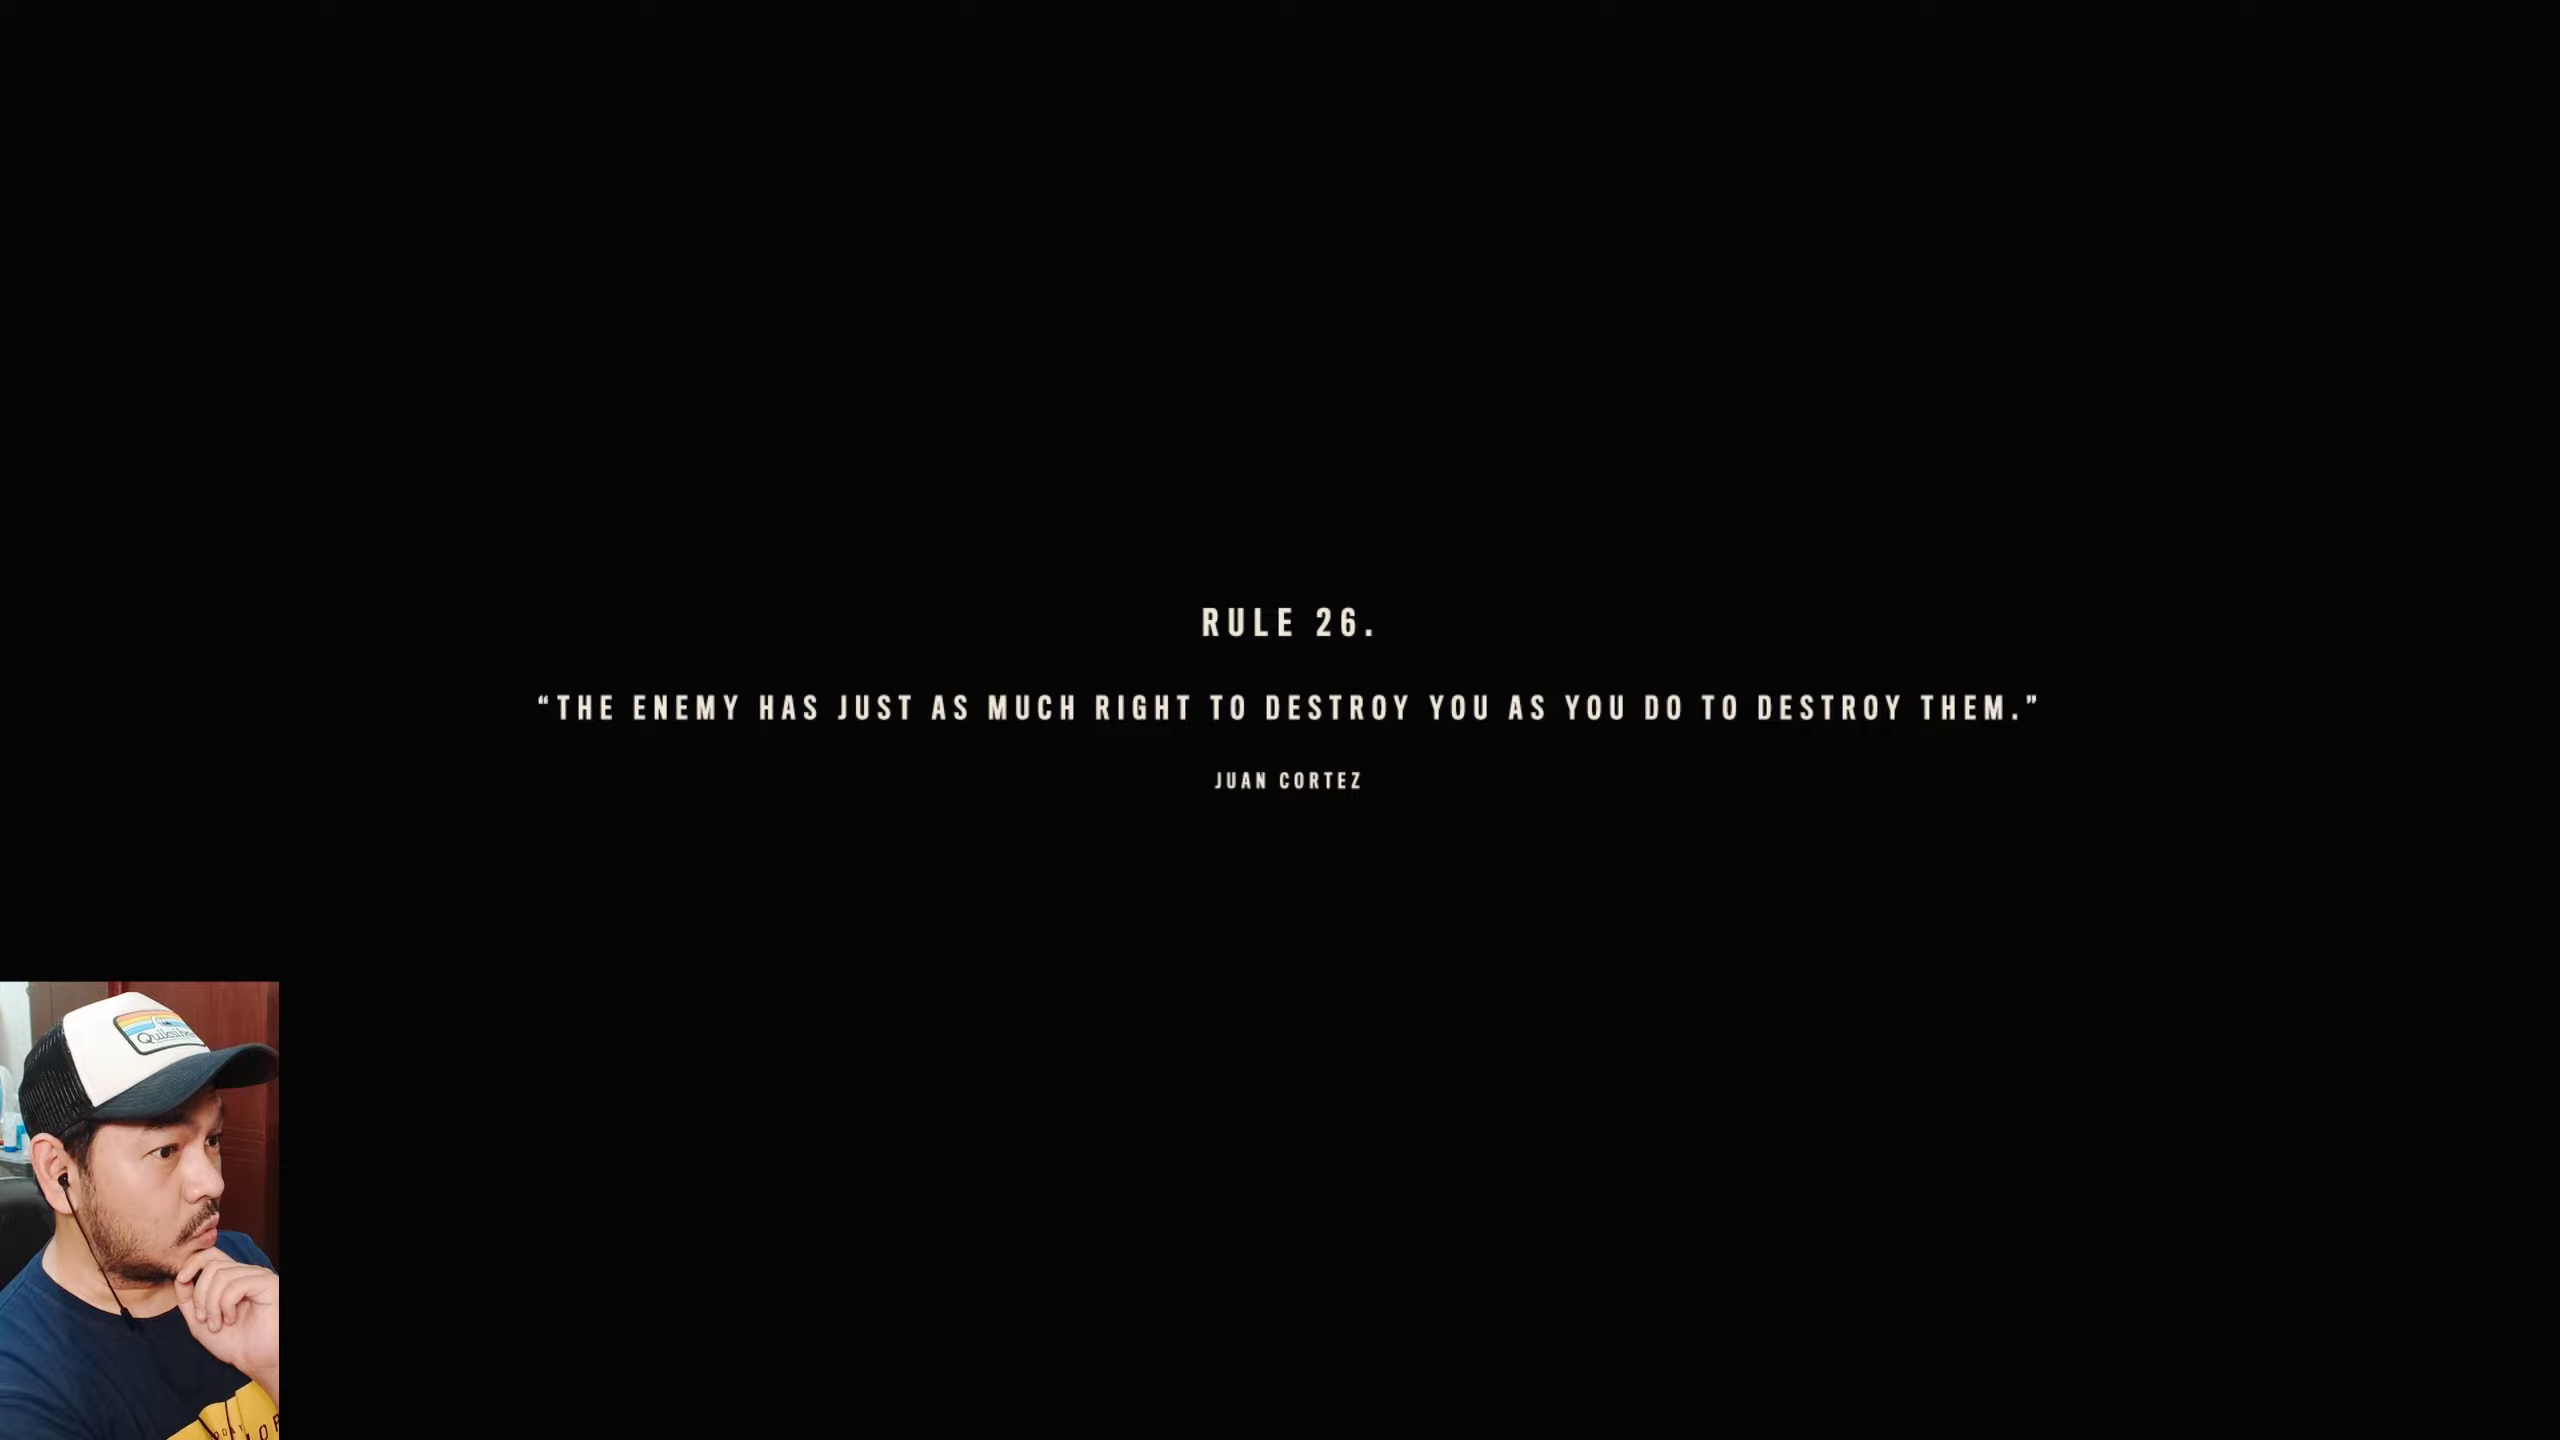 RULE 26.
“THE ENEMY HAS JUST AS MUCH RIGHT TO DESTROY YOU AS YOU DO TO DESTROY THEM.”
JUAN CORTEZ